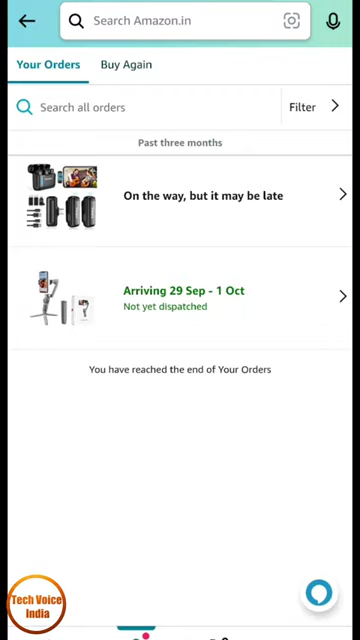 Search Amazon.in
Your Orders
Buy Again
Search all orders
Filter
Past three months
On the way, but it may be late
Arriving 29 Sep - 1 Oct
Not yet dispatched
You have reached the end of Your Orders
Tech Voice
India